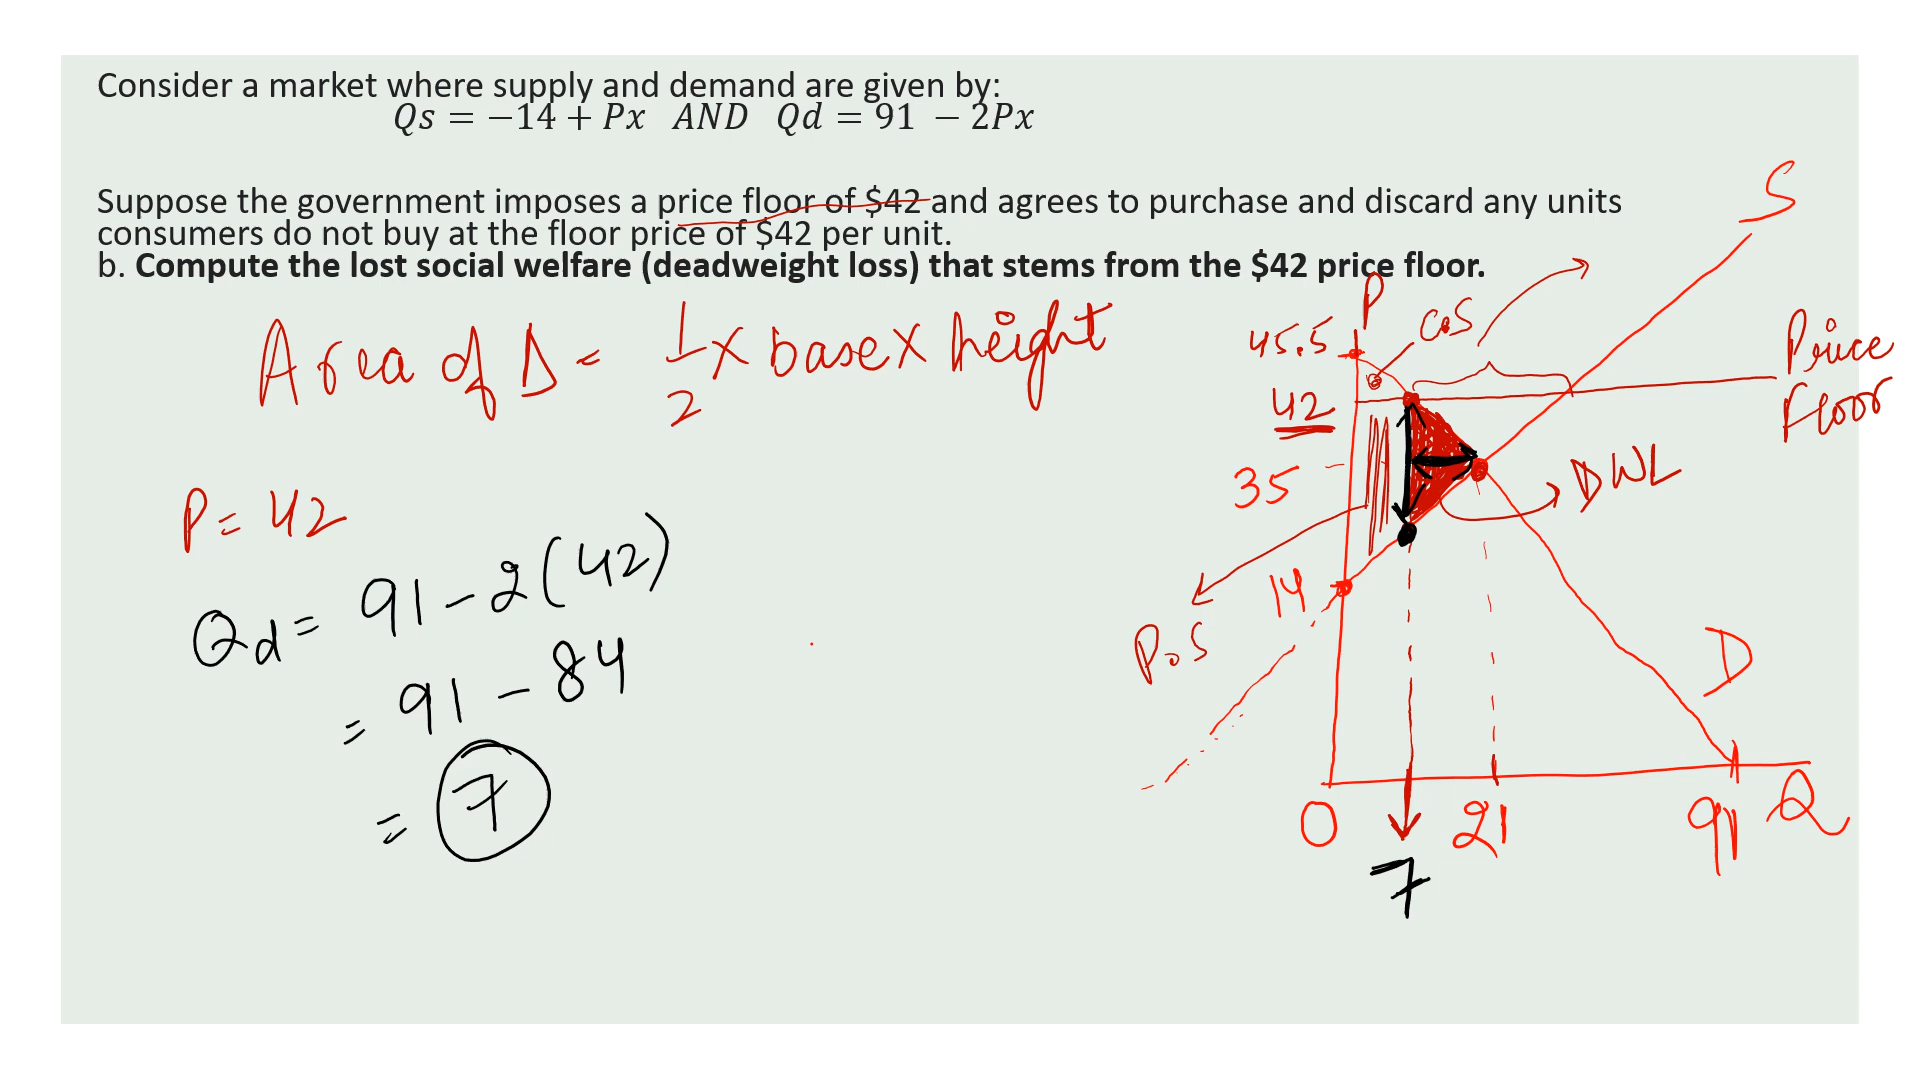 Consider a market where supply and demand are given by:
Qs = −14 + Px AND Qd = 91 − 2Px
Suppose the government imposes a price floor of $42 and agrees to purchase and discard any units
consumers do not buy at the floor price of $42 per unit.
b. Compute the lost social welfare (deadweight loss) that stems from the $42 price floor.
Area of Δ = 1/2 × base × height
P = 42
Qd = 91 - 2(42)
= 91 - 84
= 7
S
P
45.5
C.S
Price
Floor
42
35
DWL
14
P.S
D
0
21
91
Q
7